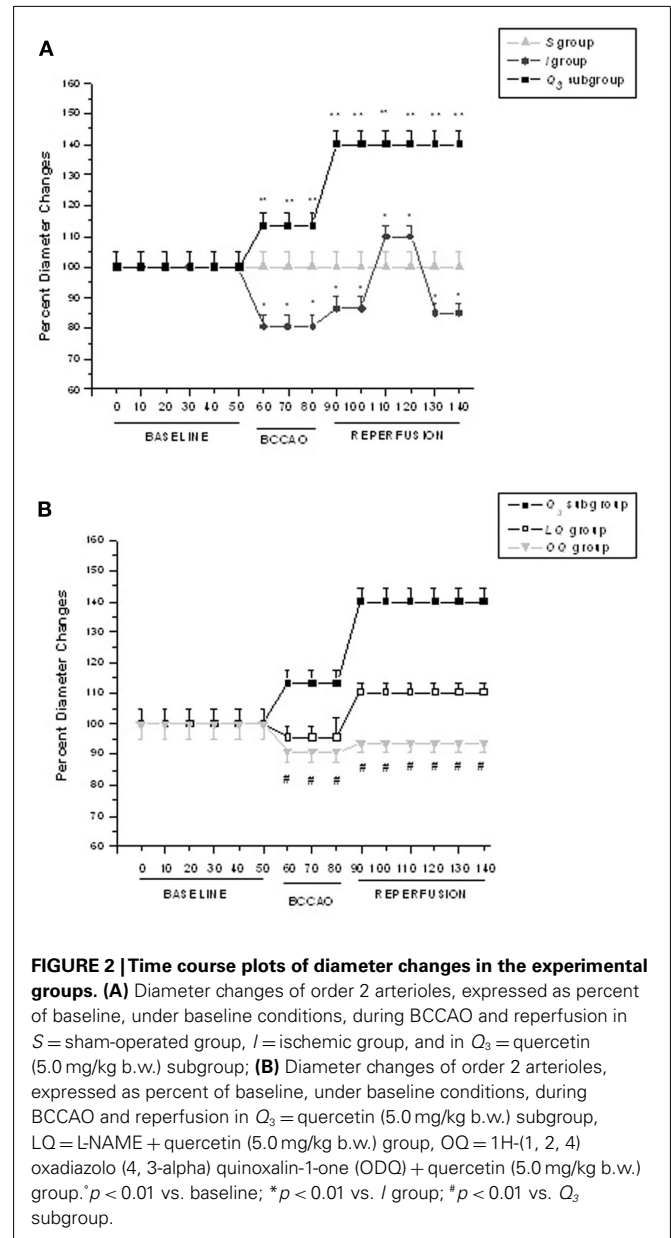 A
S group
I group
Q3 subgroup
160
150
140
130
120
110
100
90
80
70
60
Percent Diameter Changes
0 10 20 30 40 50 60 70 80 90 100 110 120 130 140
BASELINE BCCAO REPERFUSION
B
Q3 subgroup
LQ group
OQ group
160
150
140
130
120
110
100
90
80
70
60
Percent Diameter Changes
# # # # # # # # #
0 10 20 30 40 50 60 70 80 90 100 110 120 130 140
BASELINE BCCAO REPERFUSION
FIGURE 2 | Time course plots of diameter changes in the experimental
groups. (A) Diameter changes of order 2 arterioles, expressed as percent
of baseline, under baseline conditions, during BCCAO and reperfusion in
S = sham-operated group, I = ischemic group, and in Q3 = quercetin
(5.0 mg/kg b.w.) subgroup; (B) Diameter changes of order 2 arterioles,
expressed as percent of baseline, under baseline conditions, during
BCCAO and reperfusion in Q3 = quercetin (5.0 mg/kg b.w.) subgroup,
LQ = L-NAME + quercetin (5.0 mg/kg b.w.) group, OQ = 1H-(1, 2, 4)
oxadiazolo (4, 3-alpha) quinoxalin-1-one (ODQ) + quercetin (5.0 mg/kg b.w.)
group. °p < 0.01 vs. baseline; *p < 0.01 vs. I group; #p < 0.01 vs. Q3
subgroup.